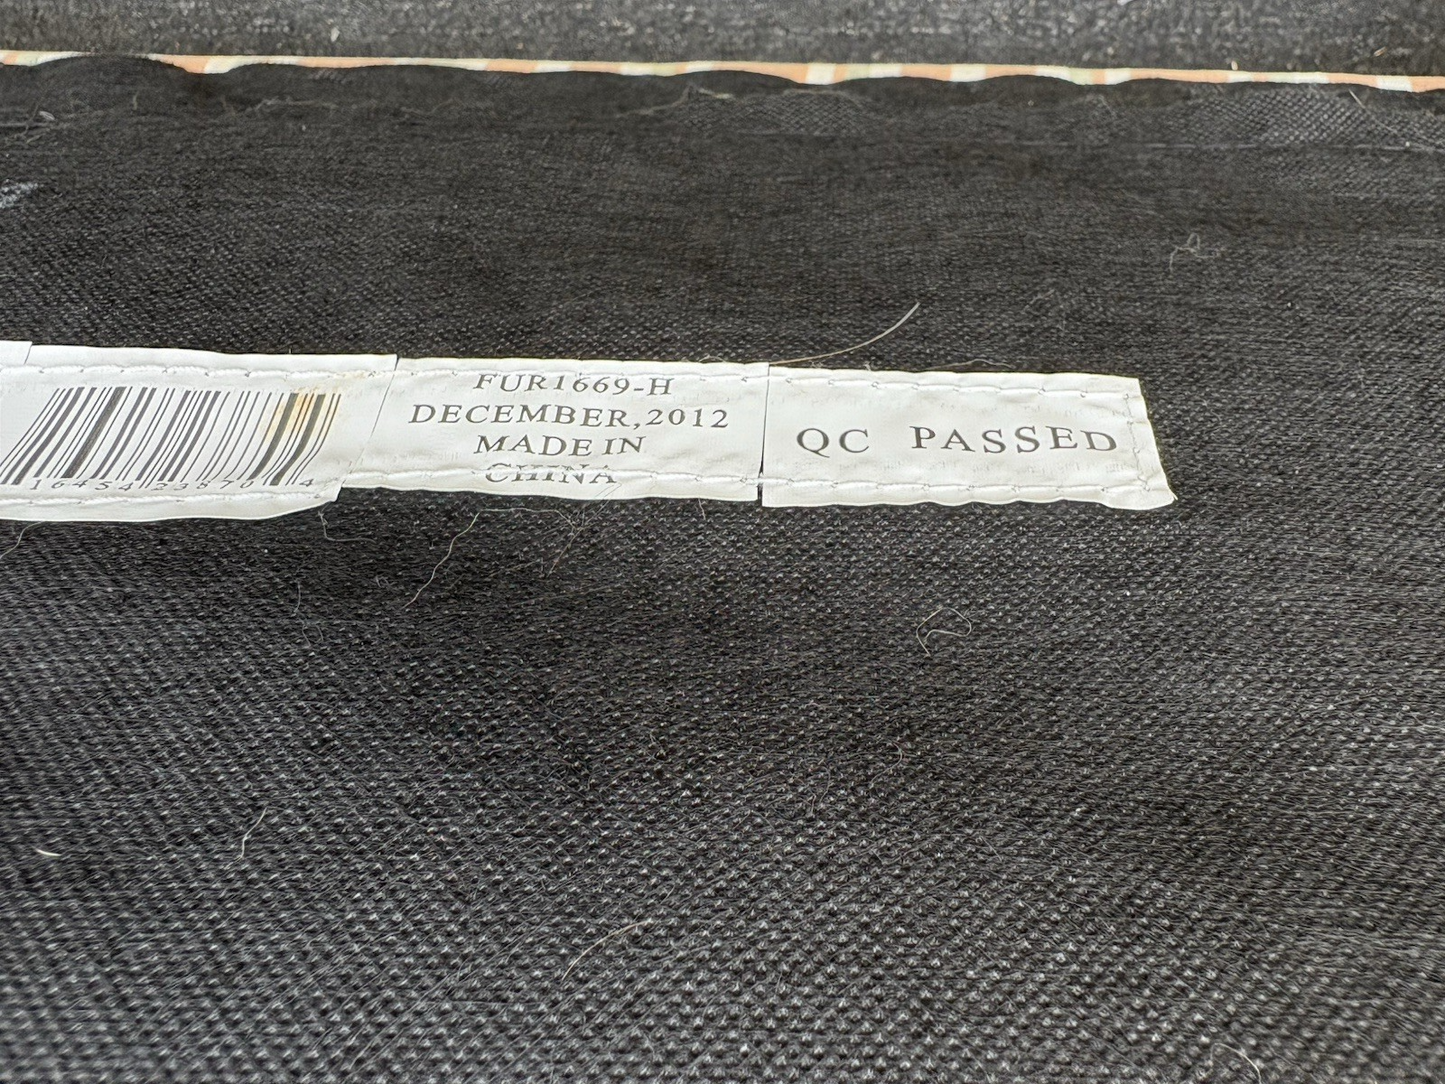 FUR1669-H
DECEMBER,2012
MADE IN
CHINA
QC PASSED